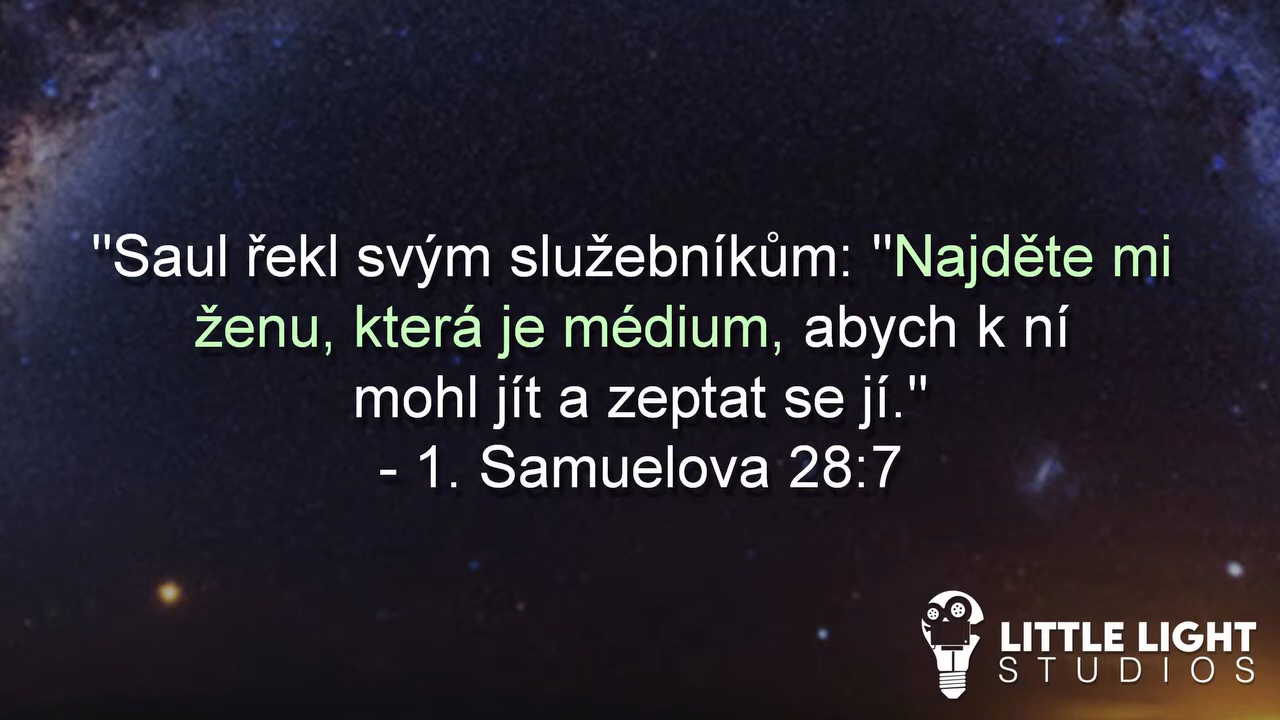 "Saul řekl svým služebníkům: "Najděte mi
ženu, která je médium, abych k ní
mohl jít a zeptat se jí."
- 1. Samuelova 28:7
LITTLE LIGHT
STUDIOS